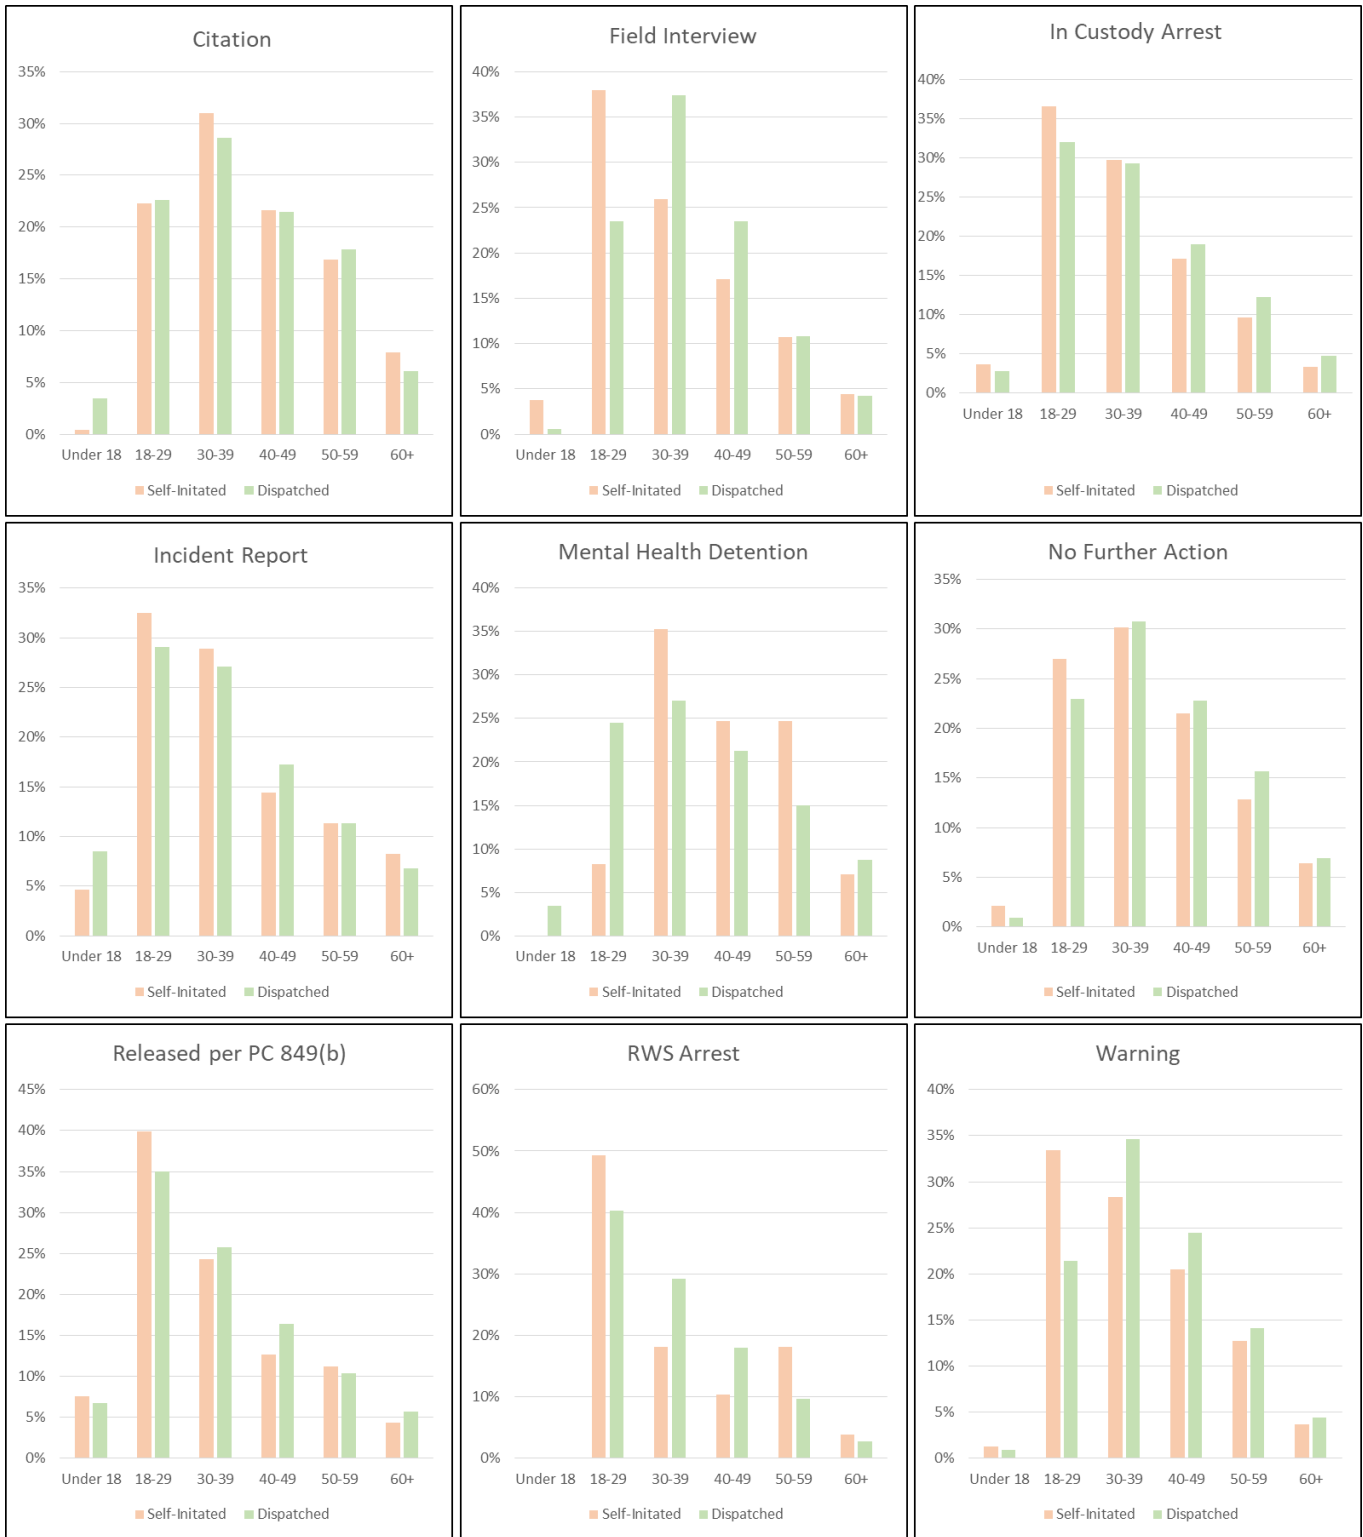 Citation
35%
30%
25%
20%
15%
10%
5%
0%
Under 18 18-29 30-39 40-49 50-59 60+
Self-Initated Dispatched
Field Interview
40%
35%
30%
25%
20%
15%
10%
5%
0%
Under 18 18-29 30-39 40-49 50-59 60+
Self-Initated Dispatched
In Custody Arrest
40%
35%
30%
25%
20%
15%
10%
5%
0%
Under 18 18-29 30-39 40-49 50-59 60+
Self-Initated Dispatched
Incident Report
35%
30%
25%
20%
15%
10%
5%
0%
Under 18 18-29 30-39 40-49 50-59 60+
Self-Initated Dispatched
Mental Health Detention
40%
35%
30%
25%
20%
15%
10%
5%
0%
Under 18 18-29 30-39 40-49 50-59 60+
Self-Initated Dispatched
No Further Action
35%
30%
25%
20%
15%
10%
5%
0%
Under 18 18-29 30-39 40-49 50-59 60+
Self-Initated Dispatched
Released per PC 849(b)
45%
40%
35%
30%
25%
20%
15%
10%
5%
0%
Under 18 18-29 30-39 40-49 50-59 60+
Self-Initated Dispatched
RWS Arrest
60%
50%
40%
30%
20%
10%
0%
18-29 30-39 40-49 50-59 60+
Self-Initated Dispatched
Warning
40%
35%
30%
25%
20%
15%
10%
5%
0%
Under 18 18-29 30-39 40-49 50-59 60+
Self-Initated Dispatched